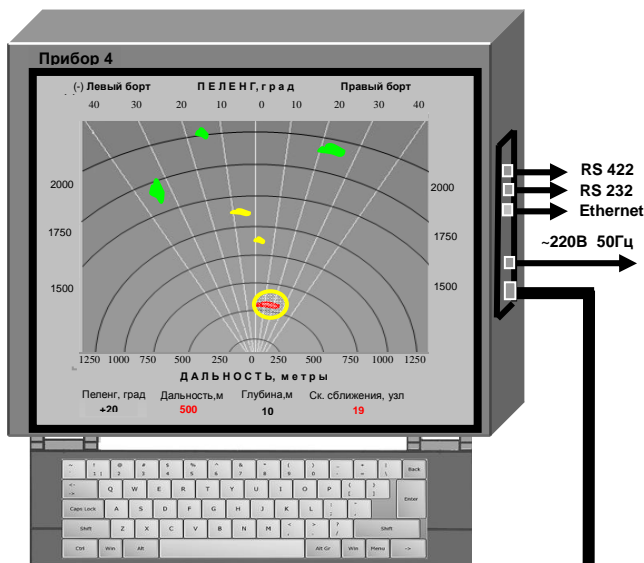 Прибор 4
(-) Левый борт П Е Л Е Н Г, г р а д Правый борт
40 30 20 10 0 10 20 30 40
2000 2000
1750 1750
1500 1500
1250 1000 750 500 250 0 250 500 750 1000 1250
Д А Л Ь Н О С Т Ь, м е т р ы
Пеленг, град Дальность,м Глубина,м Ск. сближения, узл
+20 500 10 19
RS 422
RS 232
Ethernet
~220В 50Гц
Back
Q W E R T Y U I O P
Enter
Caps Lock A S D F G H J K L
Shift Z X C V B N M Shift
Ctrl Win Alt Alt Gr Win Menu ->